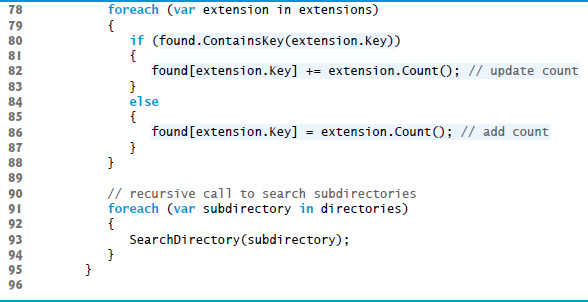 78 foreach (var extension in extensions)
79 {
80 if (found.ContainsKey(extension.Key))
81 {
82 found[extension.Key] += extension.Count(); // update count
83 }
84 else
85 {
86 found[extension.Key] = extension.Count(); // add count
87 }
88 }
89
90 // recursive call to search subdirectories
91 foreach (var subdirectory in directories)
92 {
93 SearchDirectory(subdirectory);
94 }
95 }
96